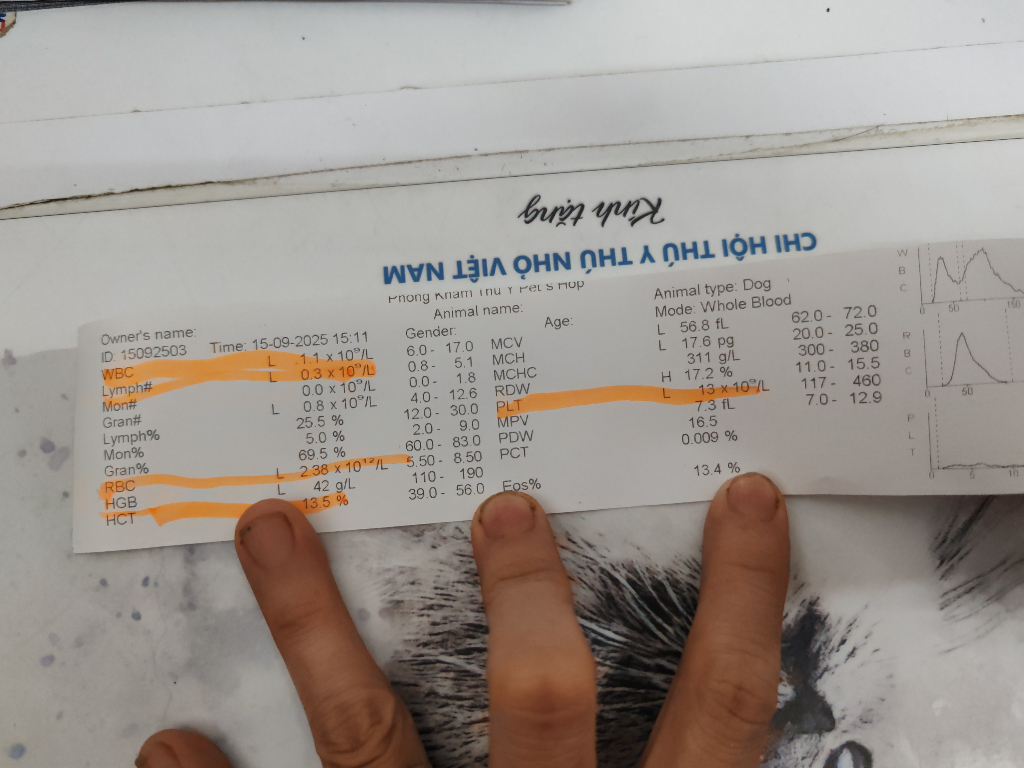 Kính tặng
CHI HỘI THÚ Y THÚ NHỎ VIỆT NAM
Phòng Khám Thú Y Pet's Hợp
Owner's name: Animal name: Animal type: Dog
ID: 15092503 Time: 15-09-2025 15:11 Gender: Age: Mode: Whole Blood
WBC L 1.1 x 10^9/L 6.0 - 17.0 MCV L 56.8 fL 62.0 - 72.0
Lymph# L 0.3 x 10^9/L 0.8 - 5.1 MCH L 17.6 pg 20.0 - 25.0
Mon# 0.0 x 10^9/L 0.0 - 1.8 MCHC 311 g/L 300 - 380
Gran# L 0.8 x 10^9/L 4.0 - 12.6 RDW H 17.2 % 11.0 - 15.5
Lymph% 25.5 % 12.0 - 30.0 PLT L 13 x 10^9/L 117 - 460
Mon% 5.0 % 2.0 - 9.0 MPV 7.3 fL 7.0 - 12.9
Gran% 69.5 % 60.0 - 83.0 PDW 16.5
RBC L 2.38 x 10^12/L 5.50 - 8.50 PCT 0.009 %
HGB L 42 g/L 110 - 190
HCT 13.5 % 39.0 - 56.0 Eos% 13.4 %
W
B
C
50
150
R
B
C
0
50
P
L
T
0
5
10
15